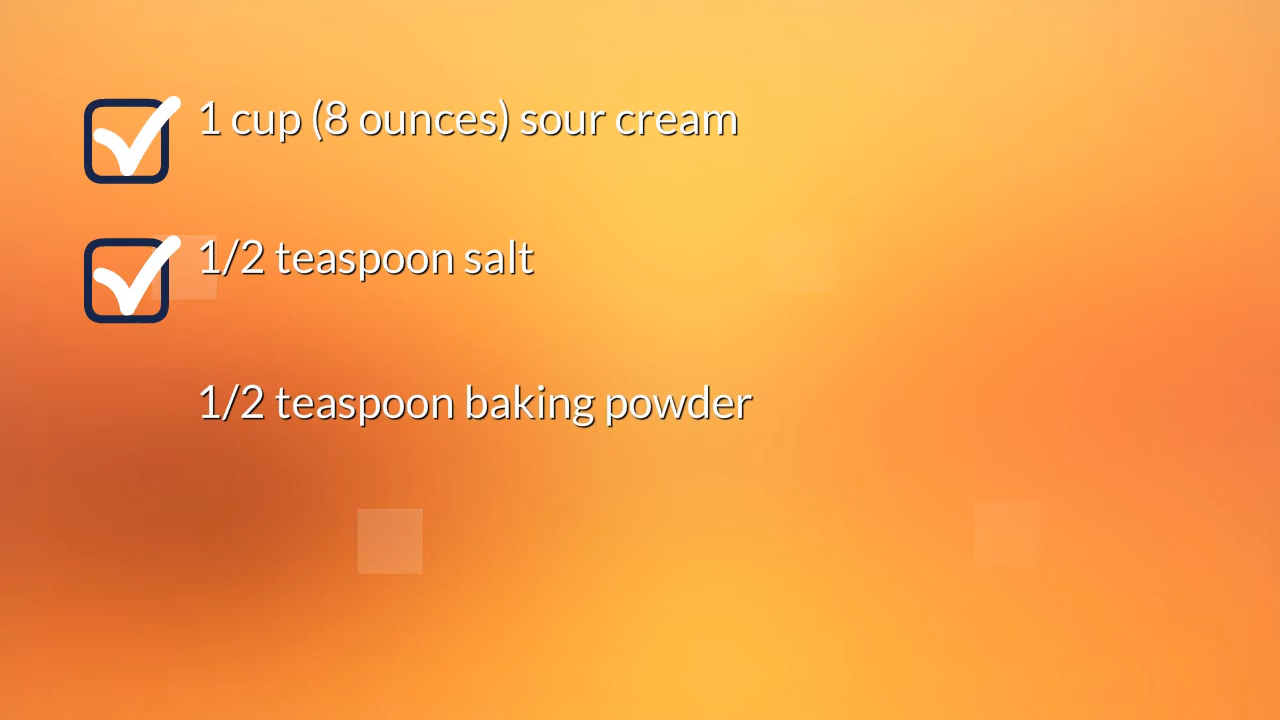 1 cup (8 ounces) sour cream
1/2 teaspoon salt
1/2 teaspoon baking powder